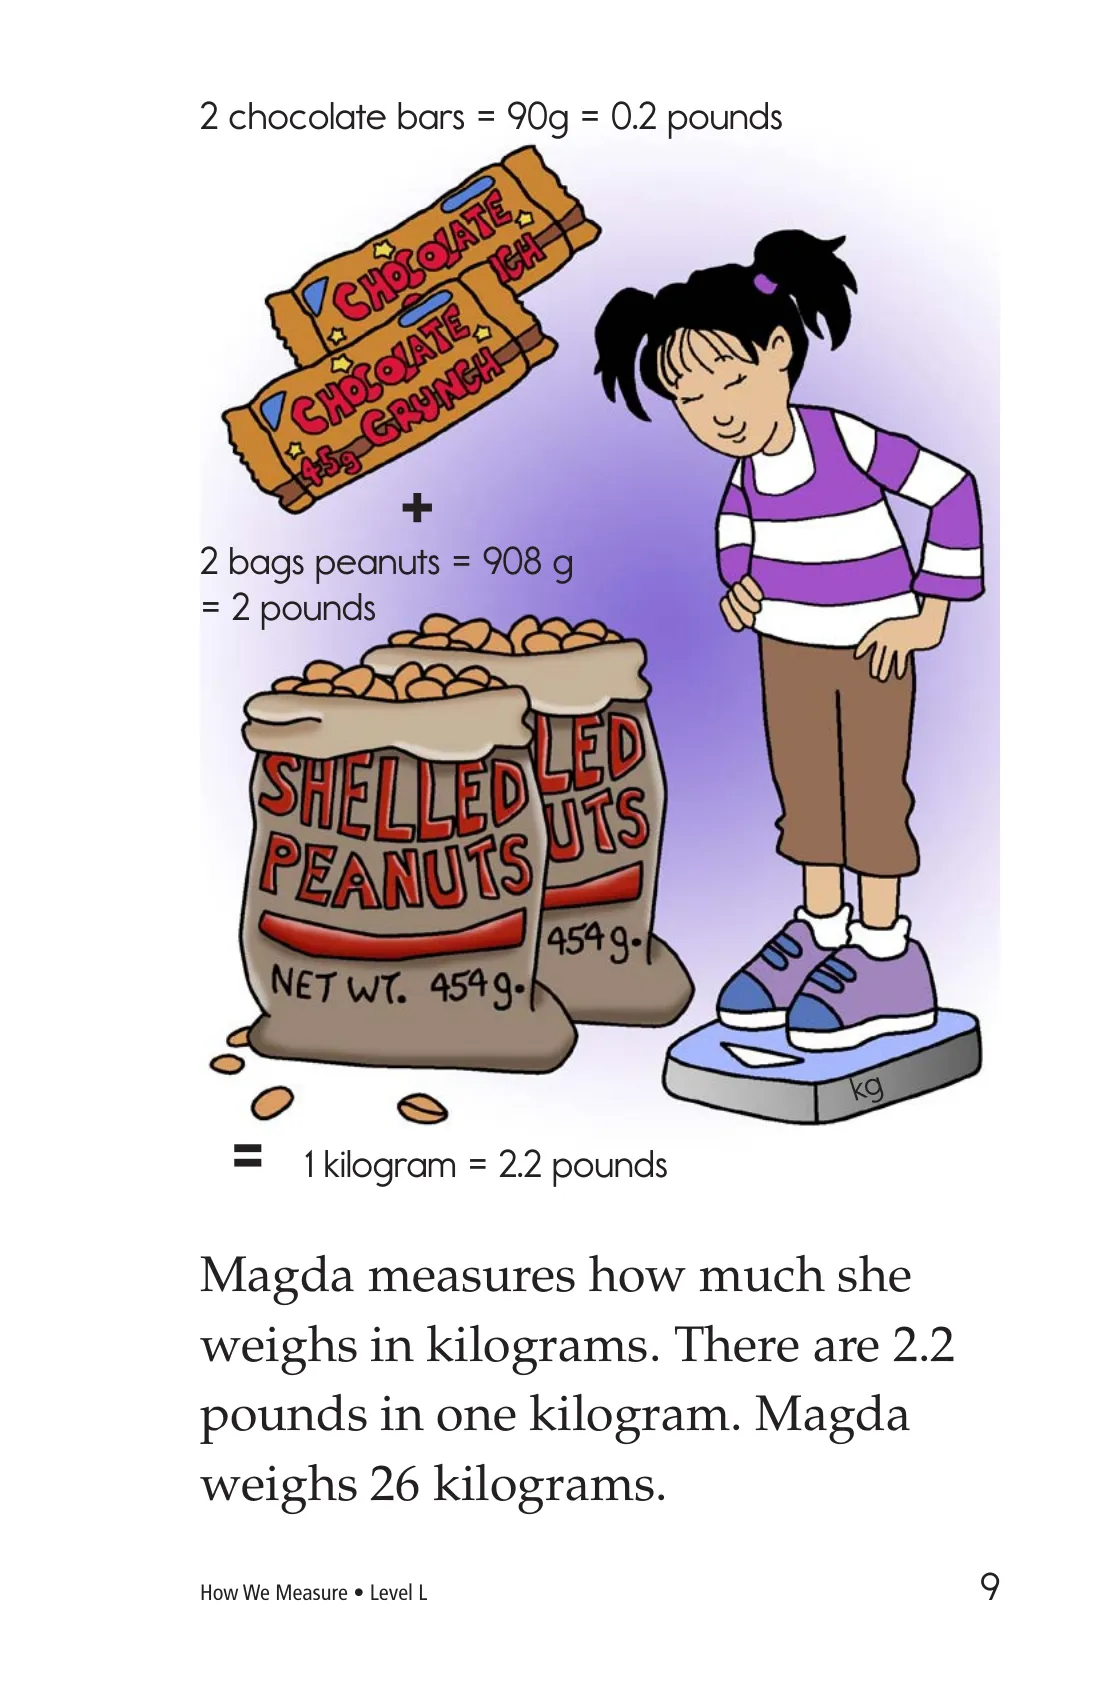 2 chocolate bars = 90g = 0.2 pounds
CHOCOLATE
CH
CHOCOLATE
CRUNCH
45g
+
2 bags peanuts = 908 g
= 2 pounds
SHELLED
PEANUTS
NET WT. 454g.
LED
UTS
454g.
kg
= 1 kilogram = 2.2 pounds
Magda measures how much she
weighs in kilograms. There are 2.2
pounds in one kilogram. Magda
weighs 26 kilograms.
How We Measure • Level L
9